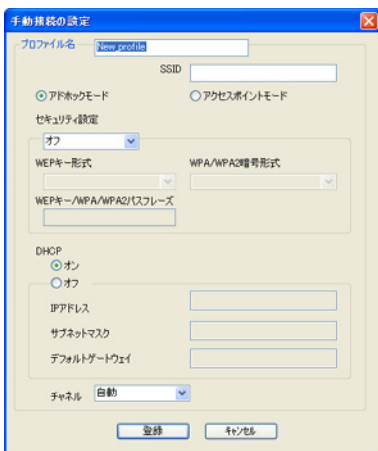 手動接続の設定
プロファイル名 New profile
SSID
アドホックモード アクセスポイントモード
セキュリティ設定
オフ
WEPキー形式 WPA/WPA2暗号形式
WEPキー/WPA/WPA2パスフレーズ
DHCP
オン
オフ
IPアドレス
サブネットマスク
デフォルトゲートウェイ
チャネル 自動
登録 キャンセル